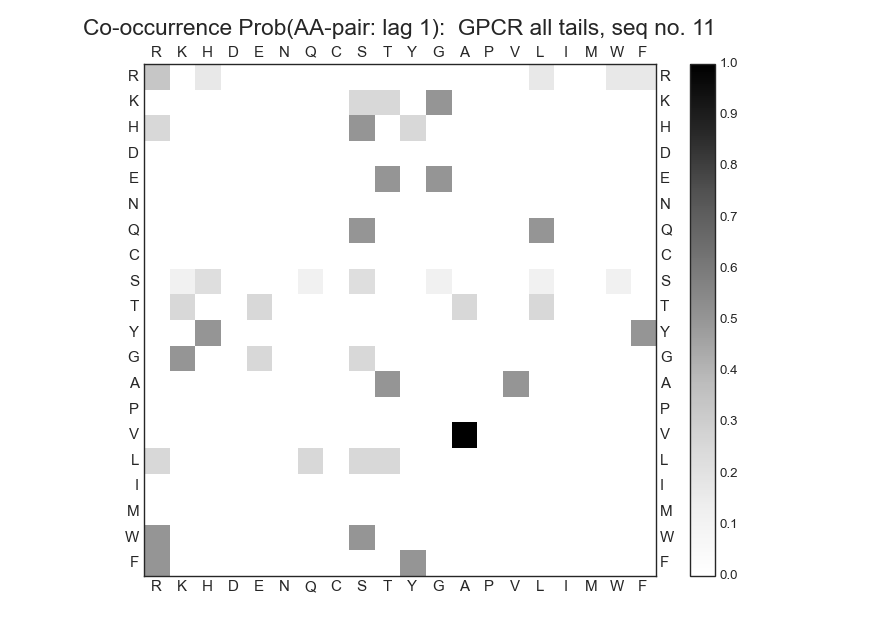 Co-occurrence Prob(AA-pair: lag 1):  GPCR all tails, seq no. 11
R K H D E N Q C S T Y G A P V L I M W F
R R 1.0
K K 0.9
H H
D D 0.8
E E
N N 0.7
Q Q 0.6
C C
S S 0.5
T T
Y Y
G G 0.4
A A
P P 0.3
V V
L L 0.2
I I
M M 0.1
W W
F F 0.0
R K H D E N Q C S T Y G A P V L I M W F